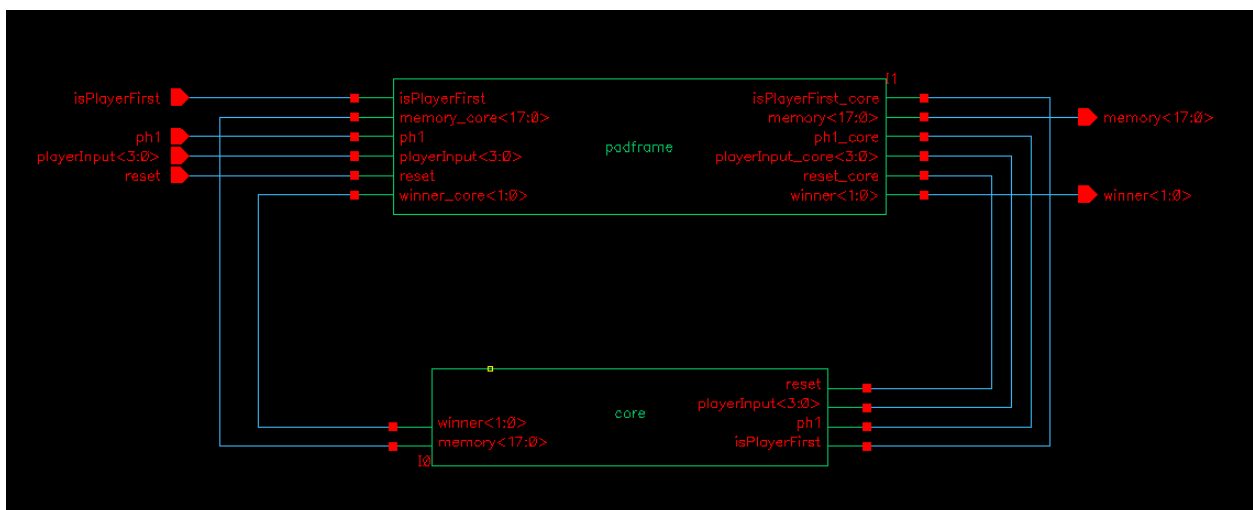 I1
isPlayerFirst isPlayerFirst isPlayerFirst_core
memory_core<17:0> memory<17:0> memory<17:0>
ph1 ph1 ph1_core
padframe
playerInput<3:0> playerInput<3:0> playerInput_core<3:0>
reset reset reset_core
winner_core<1:0> winner<1:0> winner<1:0>
reset
playerInput<3:0>
core
winner<1:0> ph1
memory<17:0> isPlayerFirst
I0